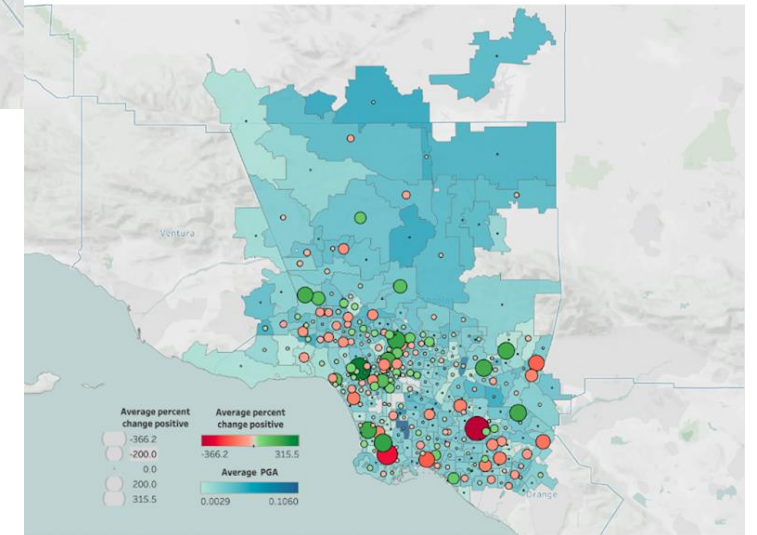 Ventura
Average percent
change positive
-366.2
-200.0
0.0
200.0
315.5
Average percent
change positive
-366.2 315.5
Average PGA
0.0029 0.1060
Orange